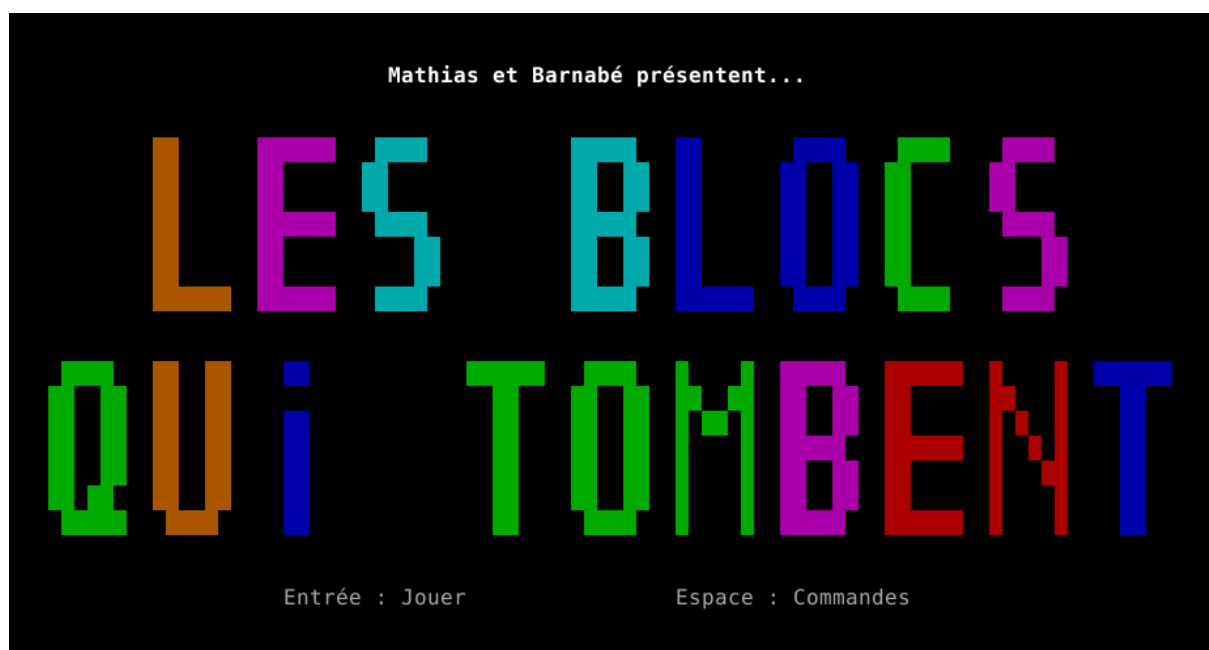 Mathias et Barnabé présentent...
LES BLOCS
QUi TOMBENT
Entrée : Jouer Espace : Commandes